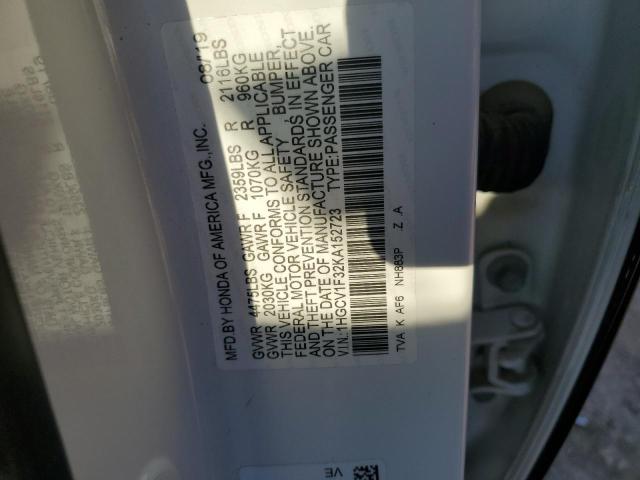 MFD.BY HONDA OF AMERICA MFG.,INC. 08/19
GVWR 4475LBS GAWR F 2359LBS R 2116LBS
GVWR 2030KG GAWR F 1070KG R 960KG
THIS VEHICLE CONFORMS TO ALL APPLICABLE
FEDERAL MOTOR VEHICLE SAFETY , BUMPER,
AND THEFT PREVENTION STANDARDS IN EFFECT
ON THE DATE OF MANUFACTURE SHOWN ABOVE.
V.I.N.:1HGCV1F32KA152723 TYPE:PASSENGER CAR
TVA K AF6 NH883P .Z .A
VE